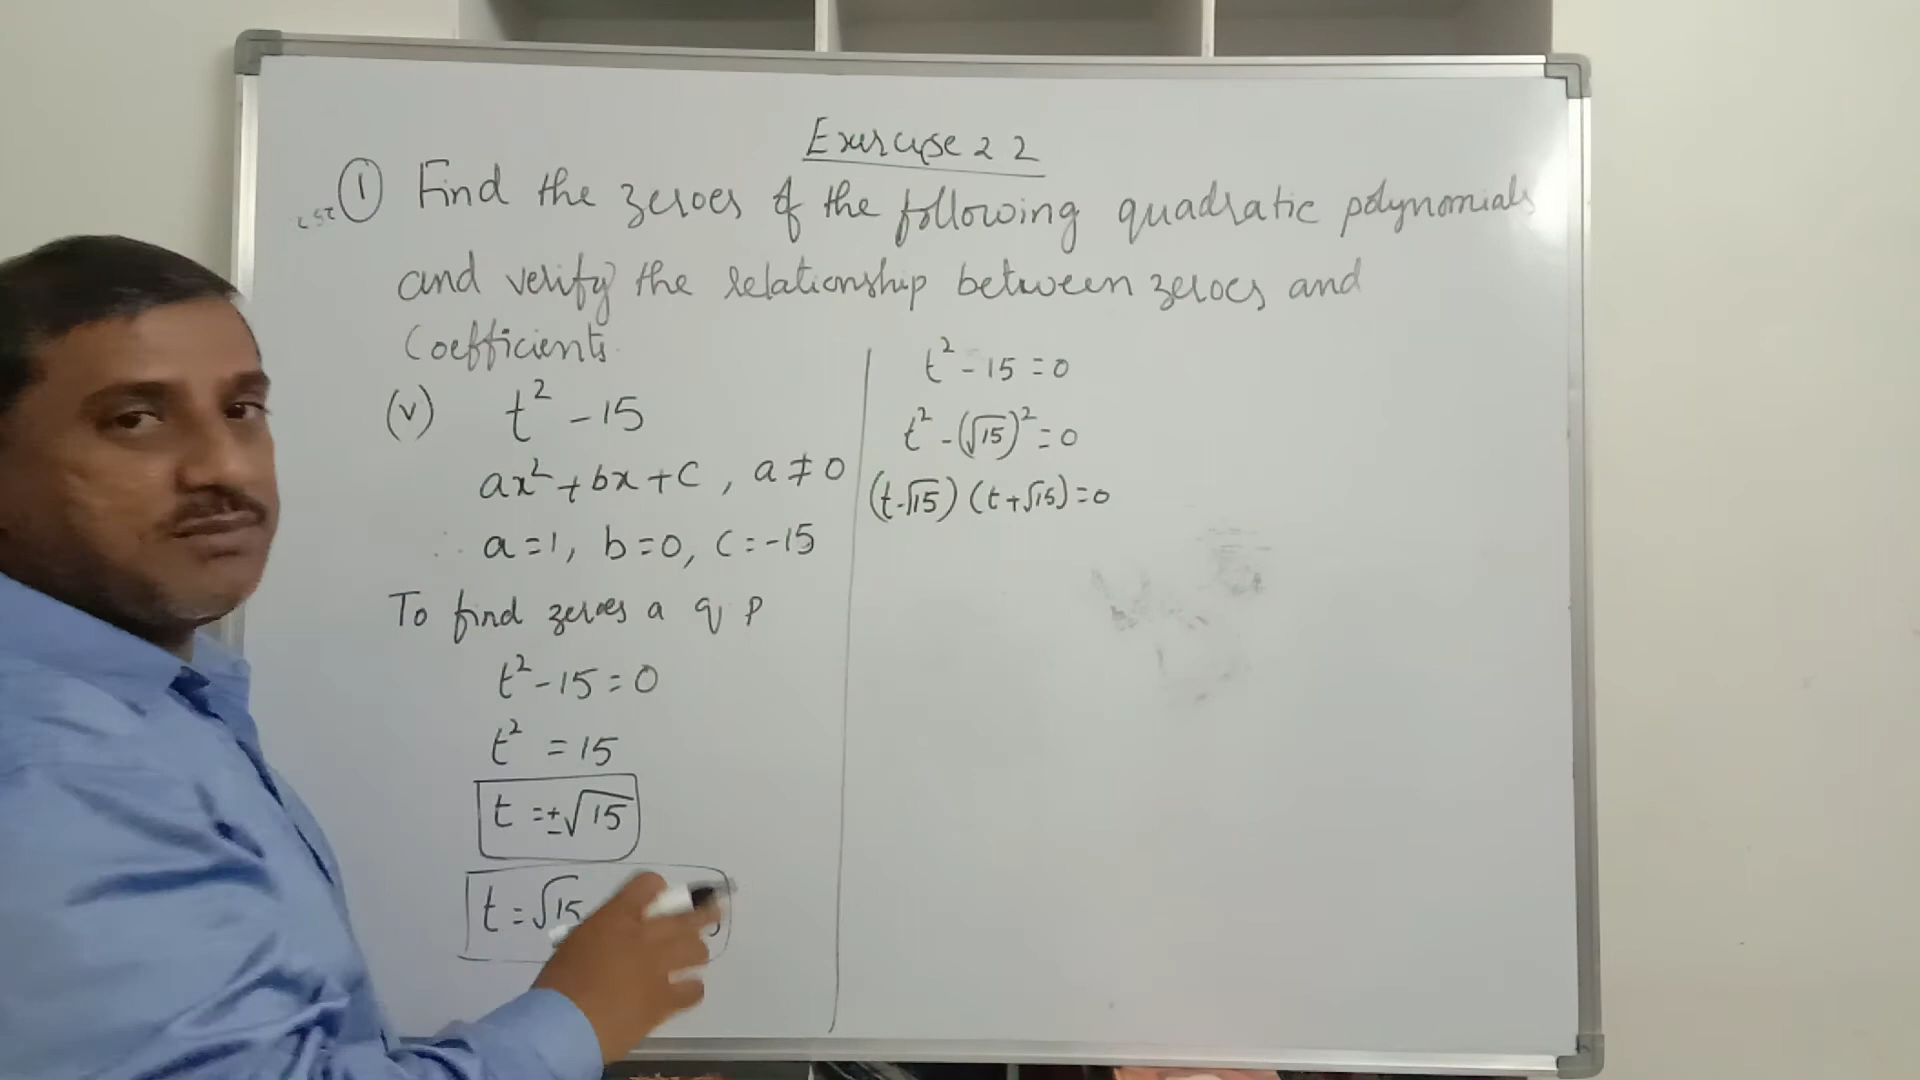 Exercise 2 2
① Find the zeroes of the following quadratic polynomials
and verify the relationship between zeroes and
Coefficients.
(v) t² - 15
ax² + bx + c , a ≠ 0
∴ a = 1, b = 0, c = -15
To find zeroes a q p
t² - 15 = 0
t² = 15
t = ±√15
t = √15
t² - 15 = 0
t² - (√15)² = 0
(t - √15) (t + √15) = 0